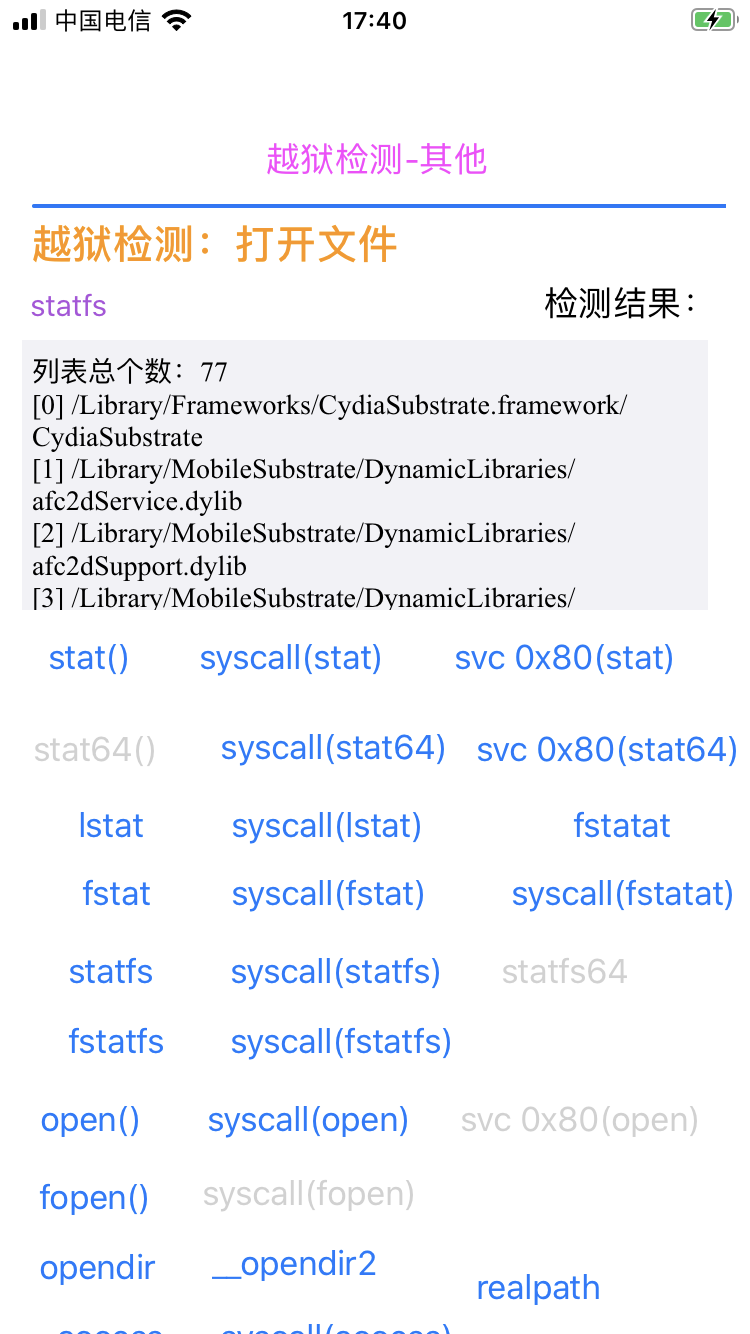 中国电信 17:40
越狱检测-其他
越狱检测：打开文件
statfs 检测结果：
列表总个数：77
[0] /Library/Frameworks/CydiaSubstrate.framework/
CydiaSubstrate
[1] /Library/MobileSubstrate/DynamicLibraries/
afc2dService.dylib
[2] /Library/MobileSubstrate/DynamicLibraries/
afc2dSupport.dylib
[3] /Library/MobileSubstrate/DynamicLibraries/
stat() syscall(stat) svc 0x80(stat)
stat64() syscall(stat64) svc 0x80(stat64)
lstat syscall(lstat) fstatat
fstat syscall(fstat) syscall(fstatat)
statfs syscall(statfs) statfs64
fstatfs syscall(fstatfs)
open() syscall(open) svc 0x80(open)
fopen() syscall(fopen)
opendir __opendir2 realpath
access syscall(access)